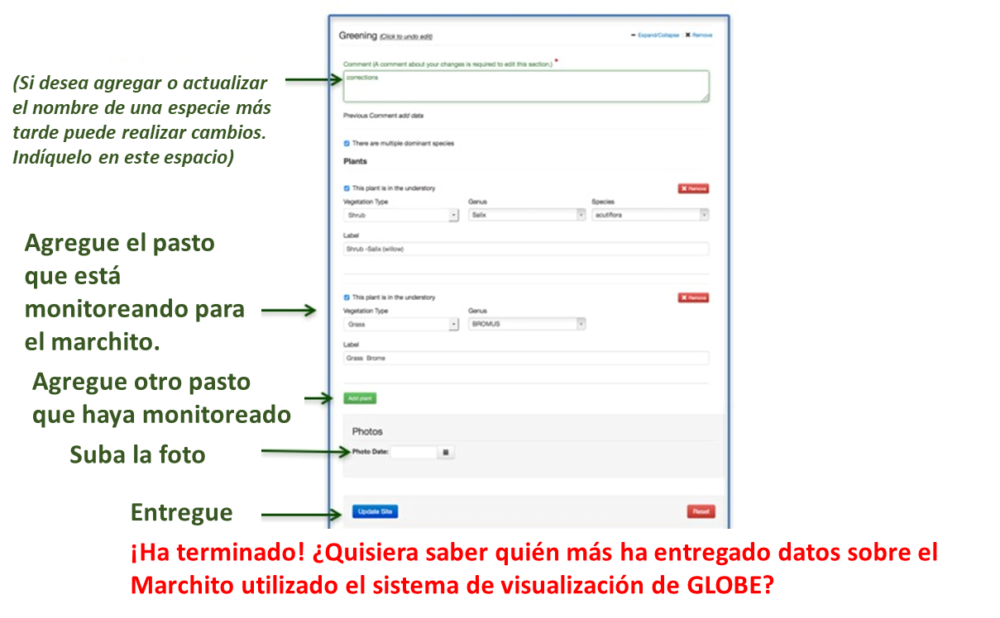 Greening (Click to undo edit)
Expand/Collapse Remove
Comment (A comment about your changes is required to edit this section.) *
(Si desea agregar o actualizar
el nombre de una especie más
tarde puede realizar cambios.
Indíquelo en este espacio)
corrections
Previous Comment add data
There are multiple dominant species
Plants
This plant is in the understory
Remove
Vegetation Type Genus Species
Shrub Salix acutiflora
Label
Shrub -Salix (willow)
Agregue el pasto
que está
monitoreando para
el marchito.
This plant is in the understory
Remove
Vegetation Type Genus
Grass BROMUS
Label
Grass Brome
Agregue otro pasto
que haya monitoreado
Add plant
Photos
Suba la foto
Photo Date:
Entregue
Update Site Reset
¡Ha terminado! ¿Quisiera saber quién más ha entregado datos sobre el
Marchito utilizado el sistema de visualización de GLOBE?